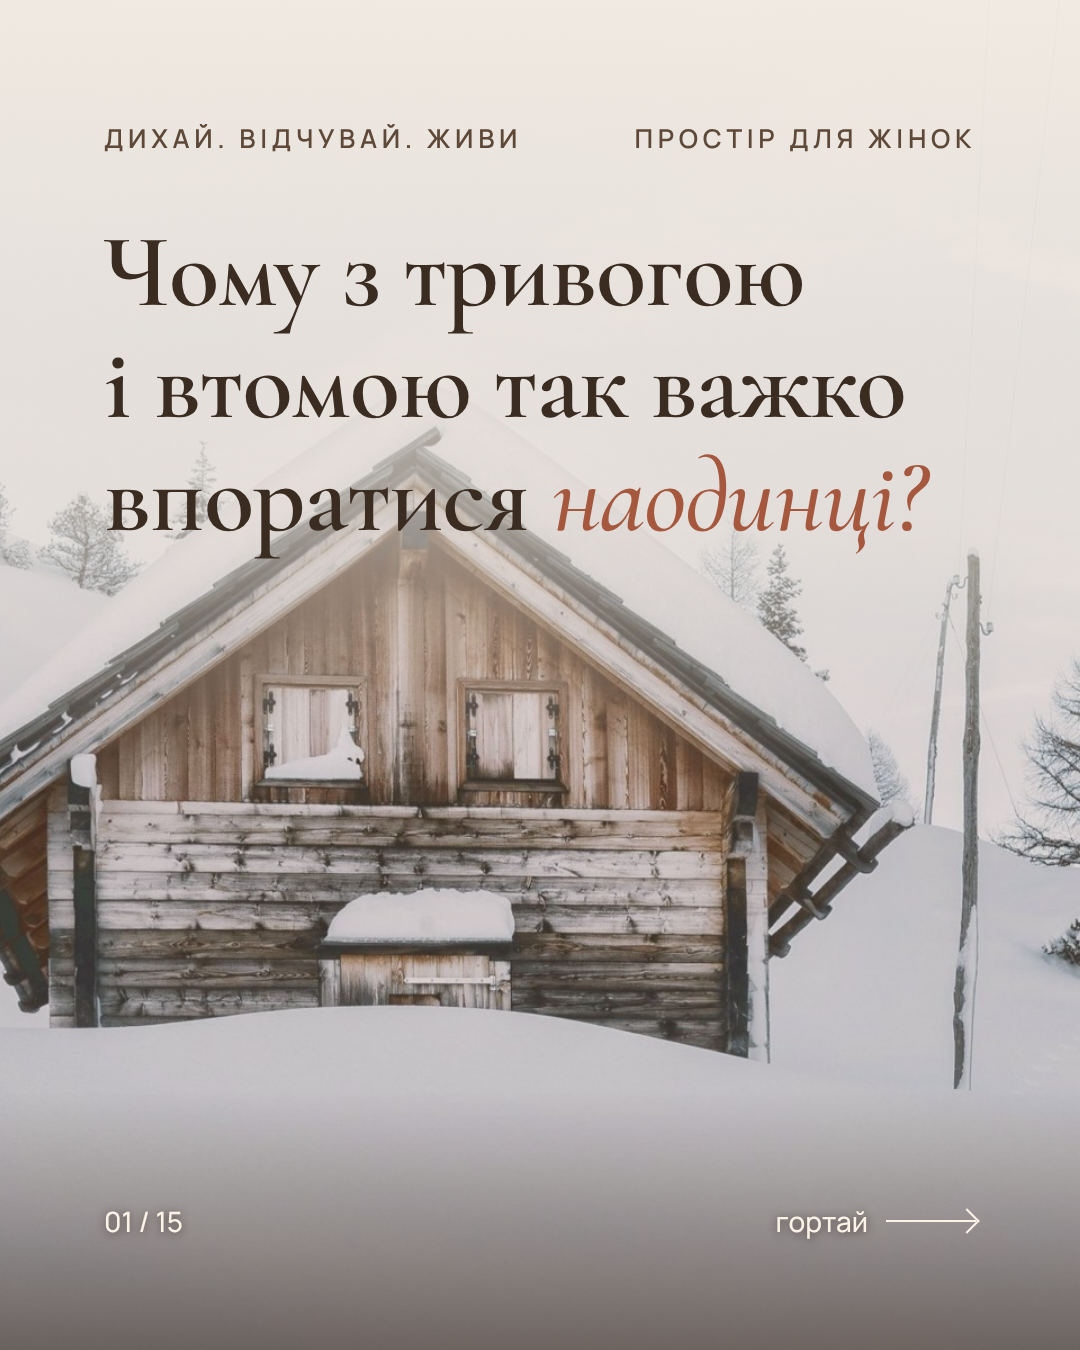 ДИХАЙ. ВІДЧУВАЙ. ЖИВИ
ПРОСТІР ДЛЯ ЖІНОК
Чому з тривогою
і втомою так важко
впоратися наодинці?
01 / 15
гортай